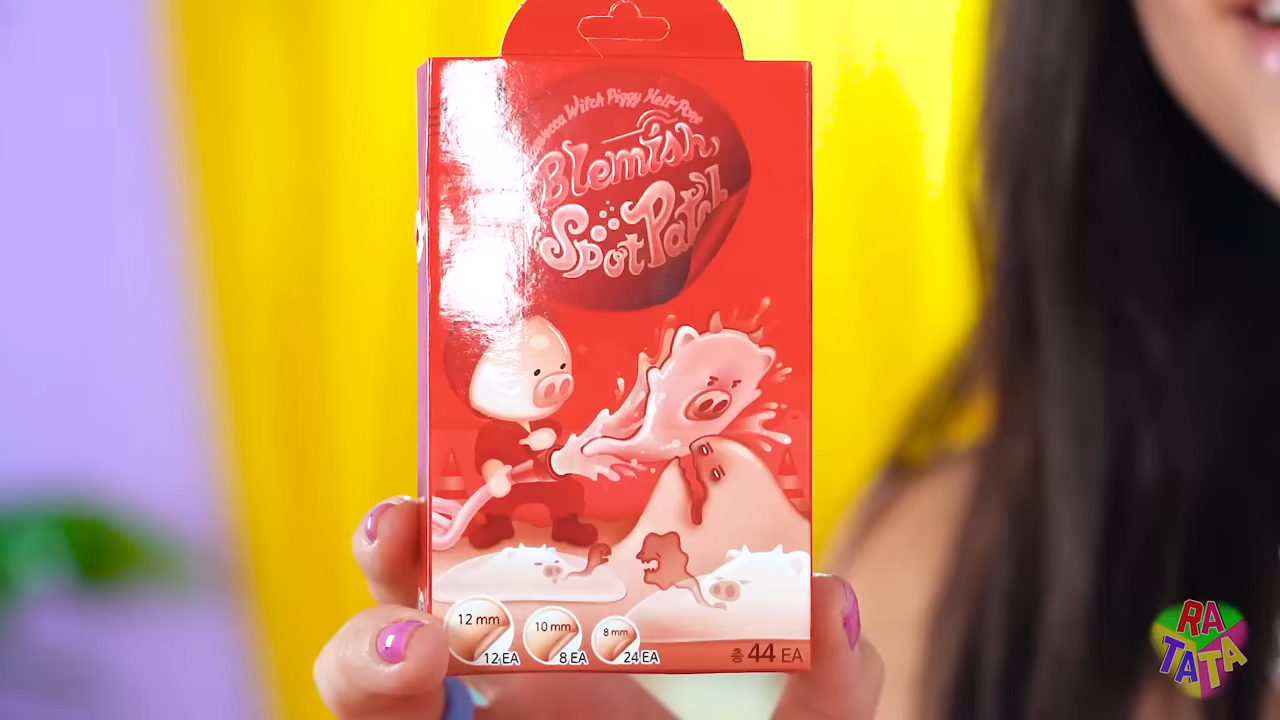 Witch Piggy Hell-Pore
Blemish
Spot Patch
12 mm
12 EA
10 mm
8 EA
8 mm
24 EA
총 44 EA
RA
TATA